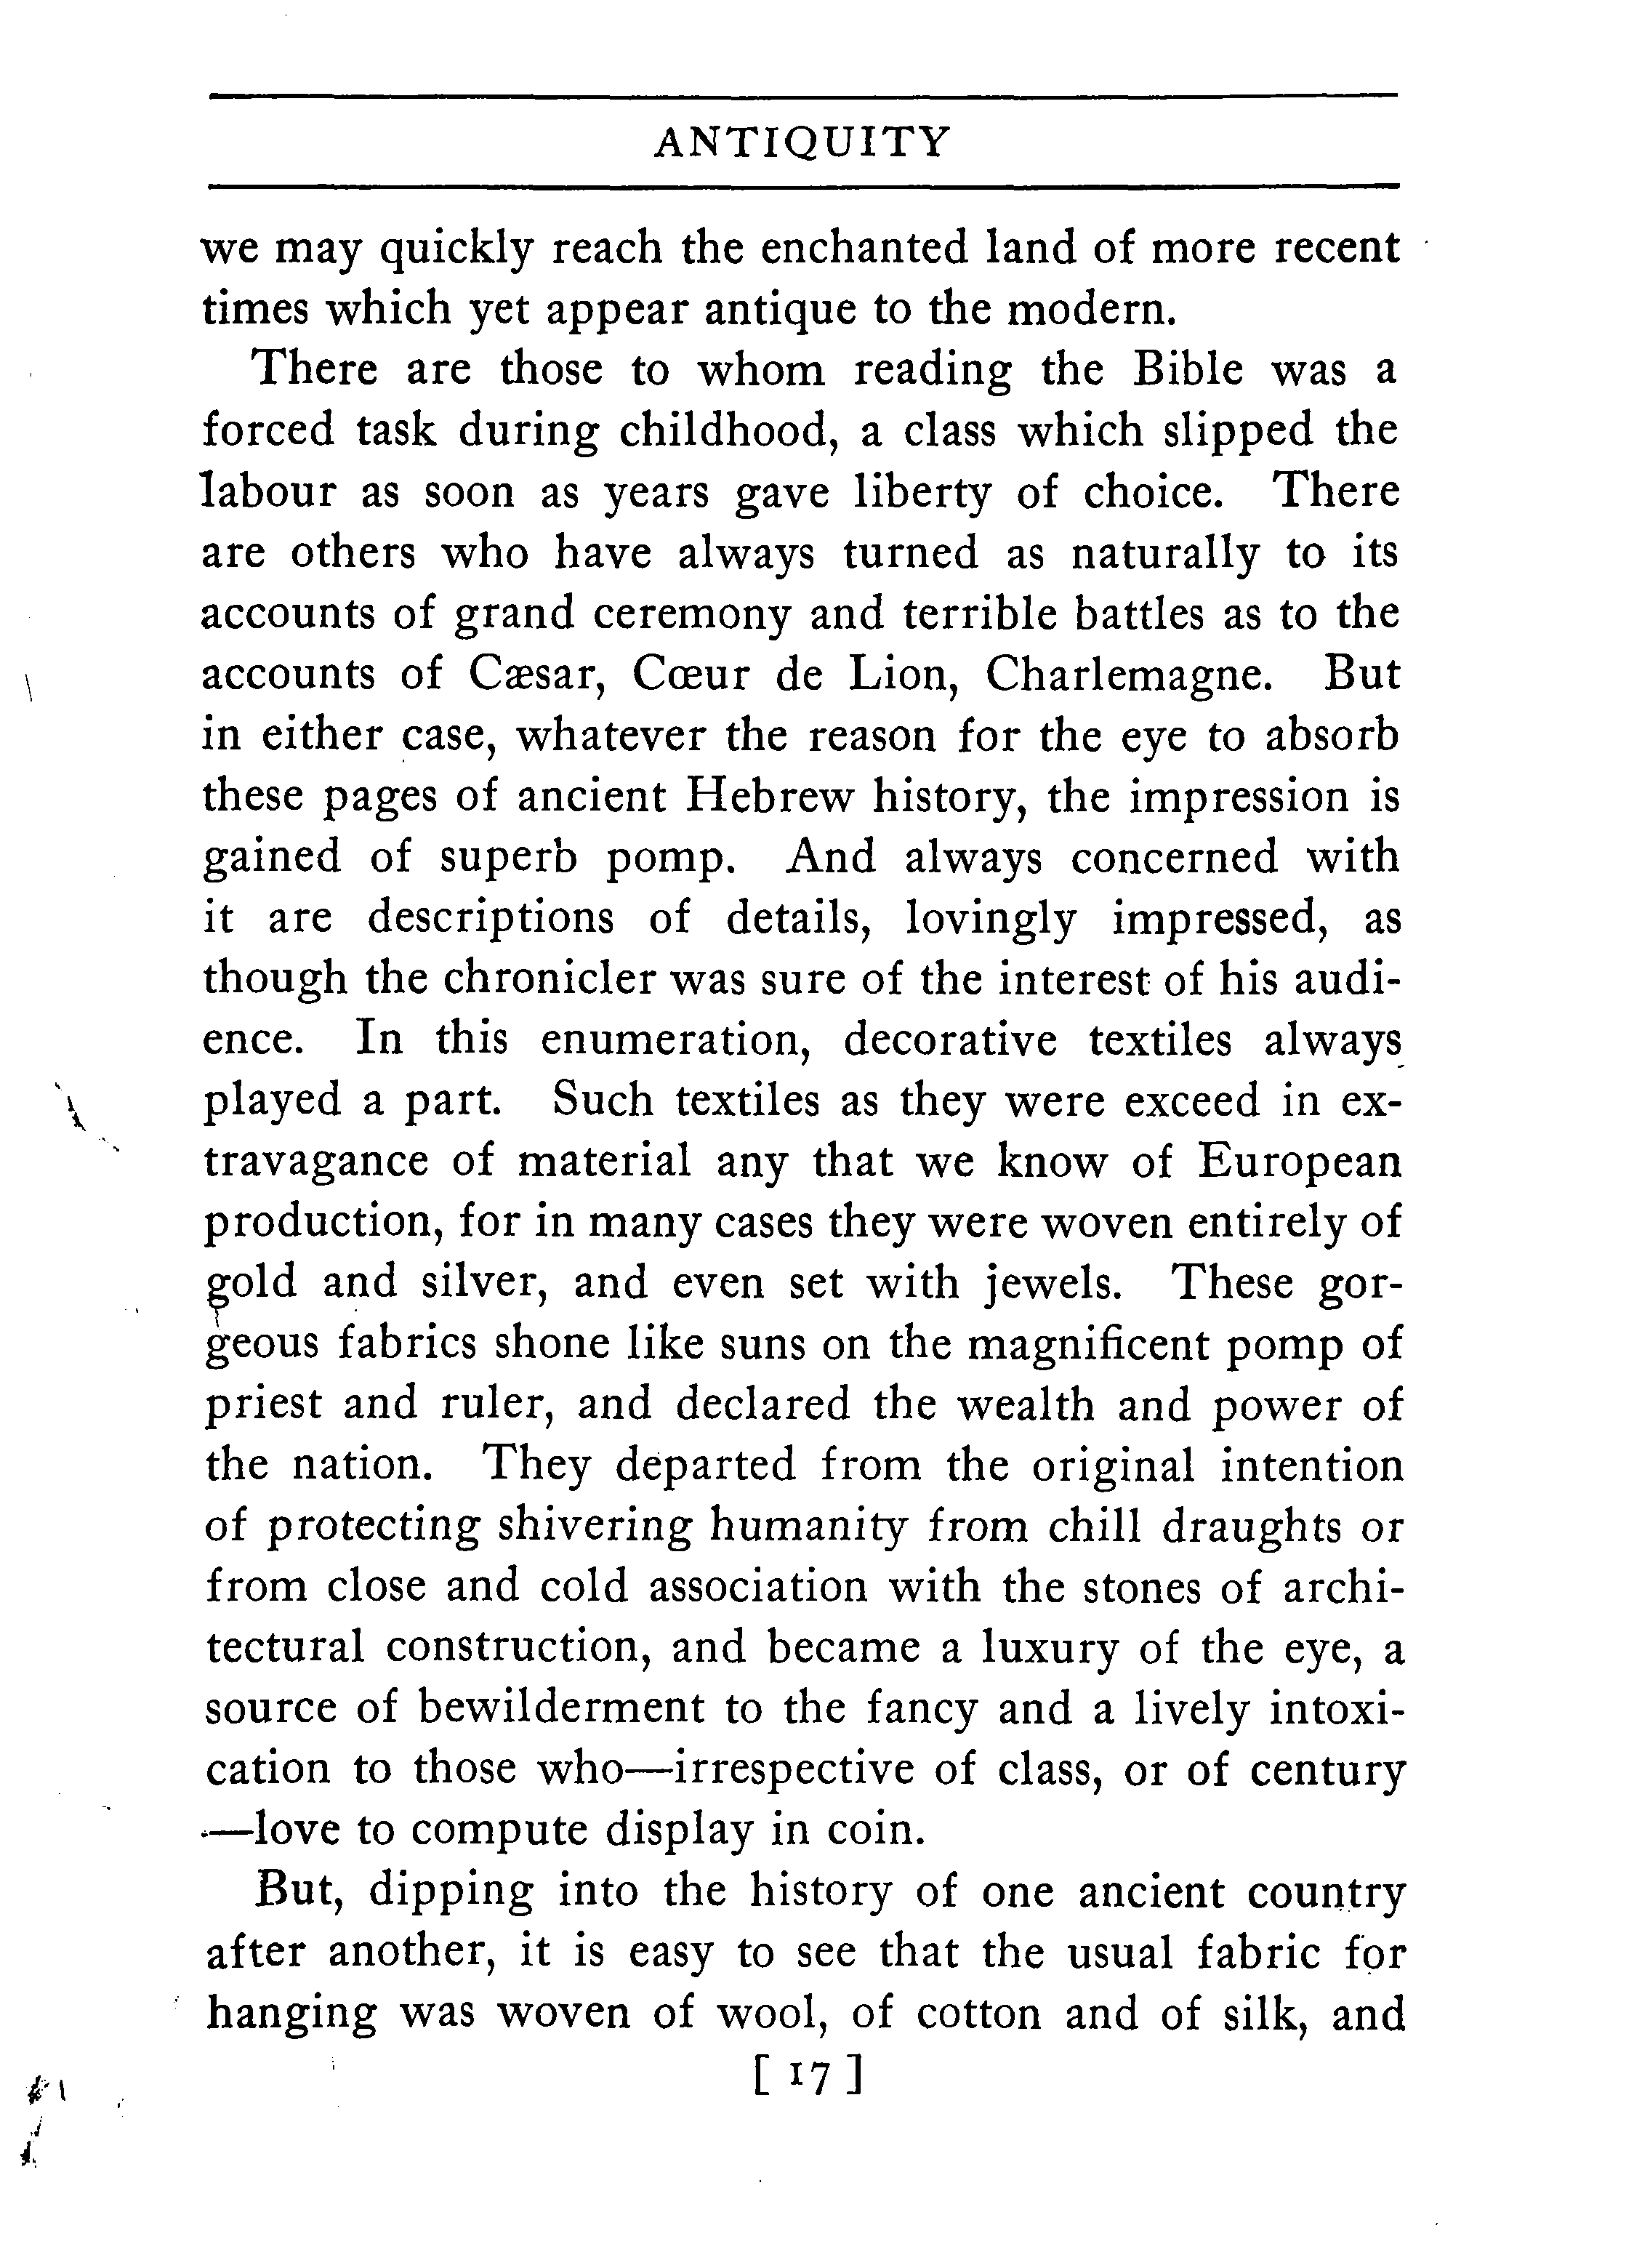 ANTIQUITY
we may quickly reach the enchanted land of more recent
times which yet appear antique to the modern.
There are those to whom reading the Bible was a
forced task during childhood, a class which slipped the
labour as soon as years gave liberty of choice. There
are others who have always turned as naturally to its
accounts of grand ceremony and terrible battles as to the
accounts of Cæsar, Cœur de Lion, Charlemagne. But
in either case, whatever the reason for the eye to absorb
these pages of ancient Hebrew history, the impression is
gained of superb pomp. And always concerned with
it are descriptions of details, lovingly impressed, as
though the chronicler was sure of the interest of his audi-
ence. In this enumeration, decorative textiles always
played a part. Such textiles as they were exceed in ex-
travagance of material any that we know of European
production, for in many cases they were woven entirely of
gold and silver, and even set with jewels. These gor-
geous fabrics shone like suns on the magnificent pomp of
priest and ruler, and declared the wealth and power of
the nation. They departed from the original intention
of protecting shivering humanity from chill draughts or
from close and cold association with the stones of archi-
tectural construction, and became a luxury of the eye, a
source of bewilderment to the fancy and a lively intoxi-
cation to those who—irrespective of class, or of century
—love to compute display in coin.
But, dipping into the history of one ancient country
after another, it is easy to see that the usual fabric for
hanging was woven of wool, of cotton and of silk, and
[ 17 ]